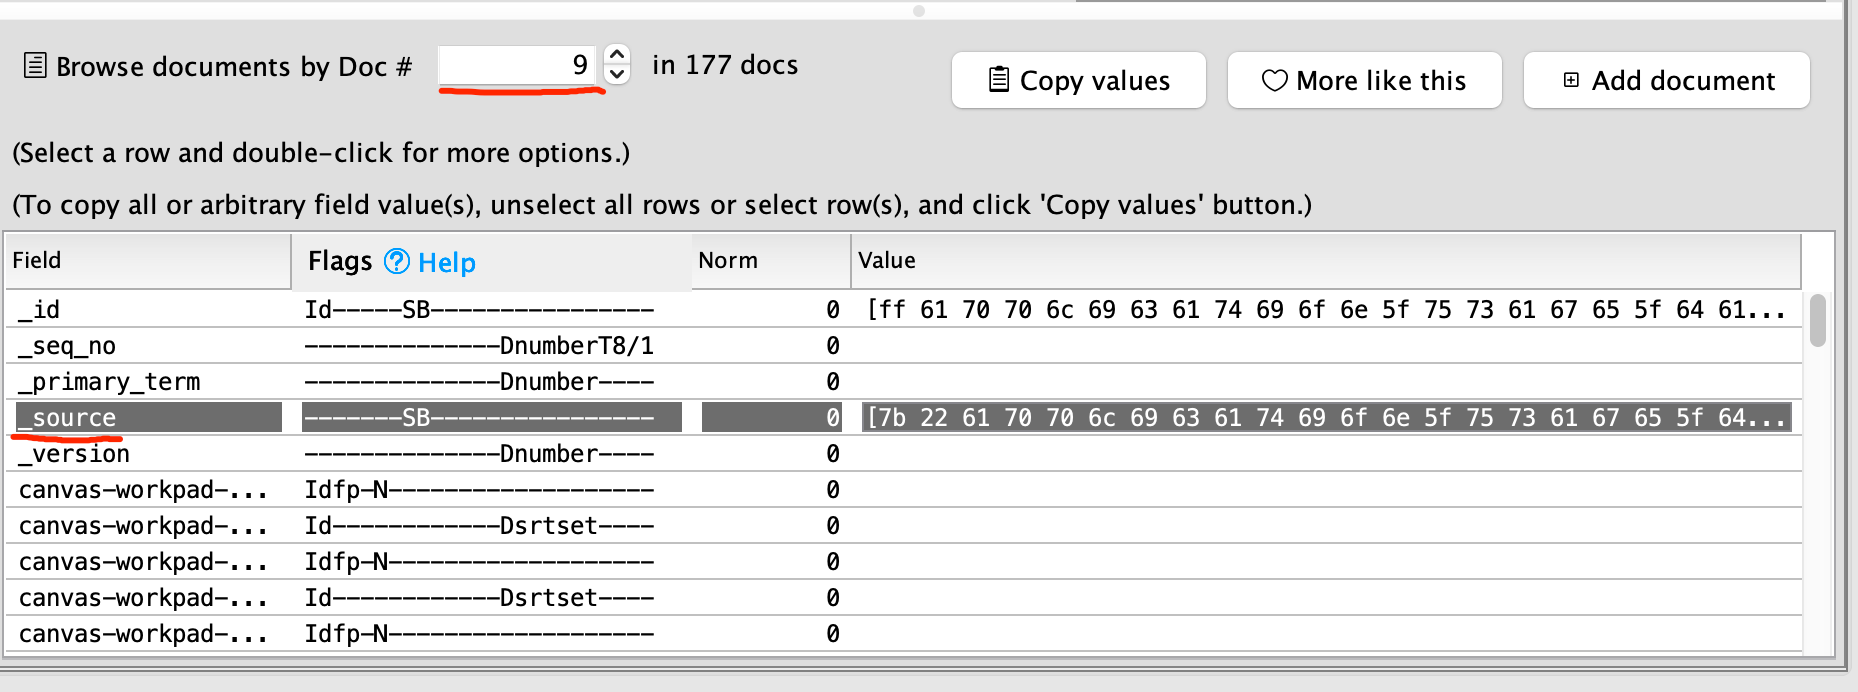 Browse documents by Doc # 9 in 177 docs
Copy values
More like this
Add document
(Select a row and double-click for more options.)
(To copy all or arbitrary field value(s), unselect all rows or select row(s), and click 'Copy values' button.)
Field Flags ? Help Norm Value
_id Id-----SB---------------- 0 [ff 61 70 70 6c 69 63 61 74 69 6f 6e 5f 75 73 61 67 65 5f 64 61...
_seq_no --------------DnumberT8/1 0
_primary_term --------------Dnumber---- 0
_source -------SB---------------- 0 [7b 22 61 70 70 6c 69 63 61 74 69 6f 6e 5f 75 73 61 67 65 5f 64...
_version --------------Dnumber---- 0
canvas-workpad-... Idfp-N------------------- 0
canvas-workpad-... Id------------Dsrtset---- 0
canvas-workpad-... Idfp-N------------------- 0
canvas-workpad-... Id------------Dsrtset---- 0
canvas-workpad-... Idfp-N------------------- 0